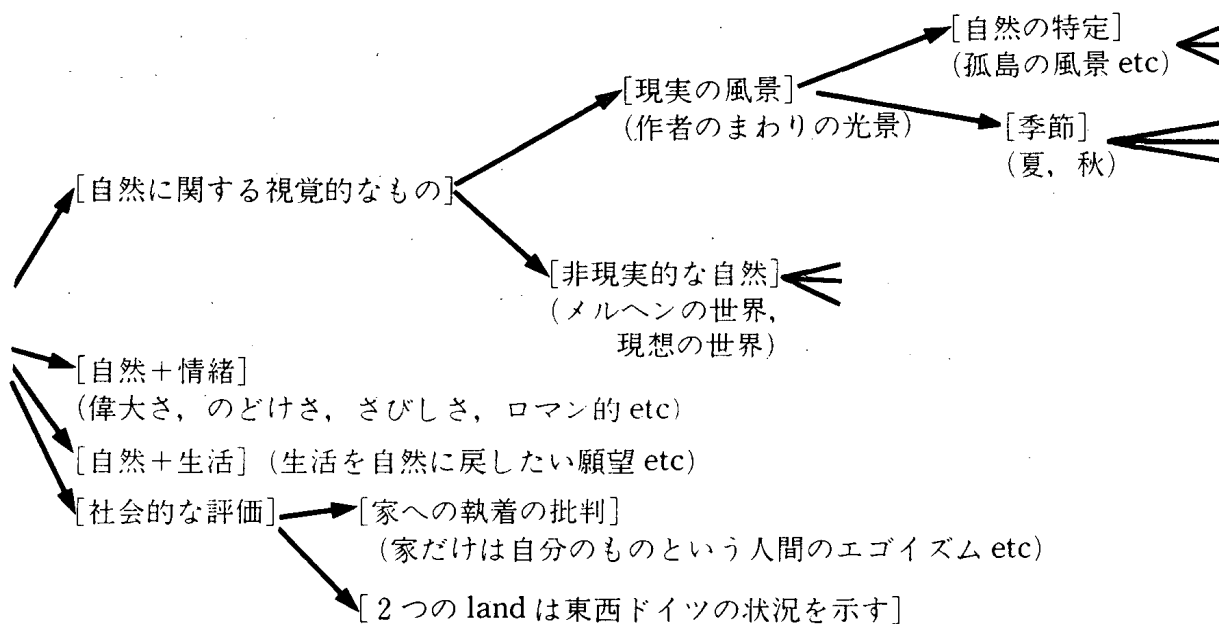 [自然の特定]
(孤島の風景 etc)
[現実の風景]
(作者のまわりの光景)
[季節]
(夏, 秋)
[自然に関する視覚的なもの]
[非現実的な自然]
(メルヘンの世界,
現想の世界)
[自然+情緒]
(偉大さ, のどけさ, さびしさ, ロマン的 etc)
[自然+生活] (生活を自然に戻したい願望 etc)
[社会的な評価]
[家への執着の批判]
(家だけは自分のものという人間のエゴイズム etc)
[2つの land は東西ドイツの状況を示す]